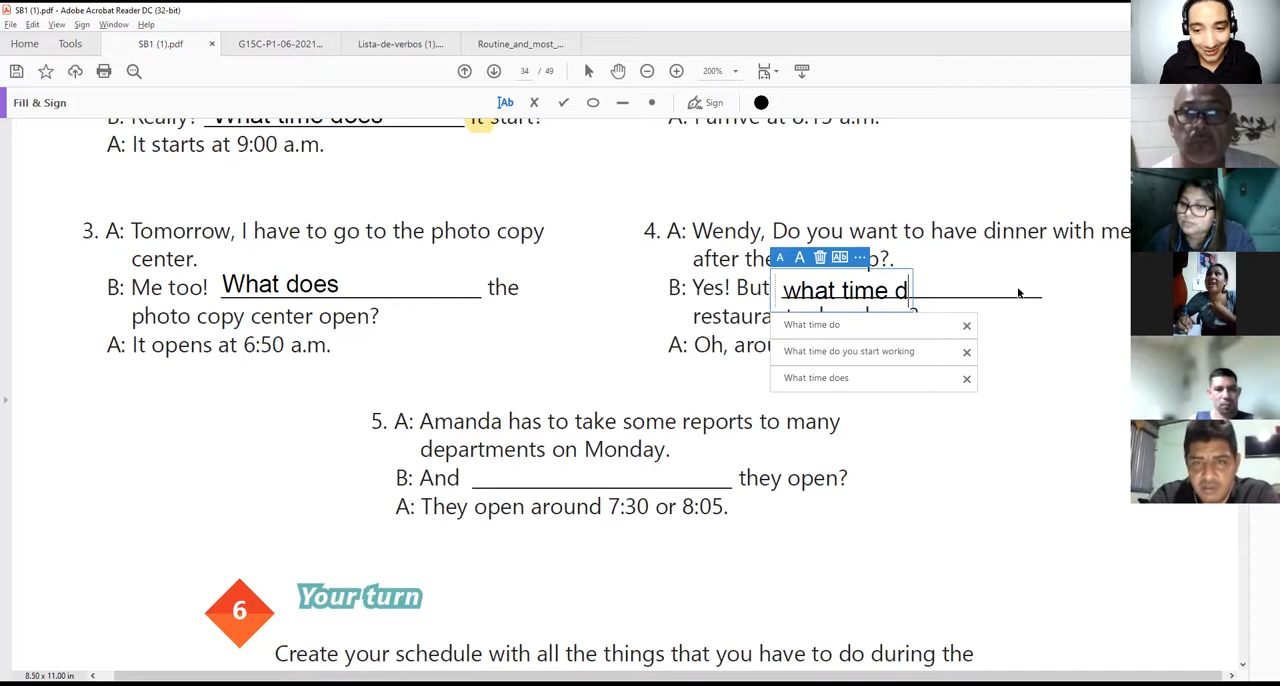 SB1 (1).pdf - Adobe Acrobat Reader DC (32-bit)
File Edit View Sign Window Help
Home Tools SB1 (1).pdf × G15C-P1-06-2021... Lista-de-verbos (1).... Routine_and_most_...
34 / 49 200%
Fill & Sign Ab Sign
B: Really? What time does it start?
A: It starts at 9:00 a.m.
A: I arrive at 8:15 a.m.
3. A: Tomorrow, I have to go to the photo copy
center.
B: Me too! What does the
photo copy center open?
A: It opens at 6:50 a.m.
4. A: Wendy, Do you want to have dinner with me
after the p?.
A A Ab ...
B: Yes! But what time d
restaura ?
A: Oh, arou
What time do ×
What time do you start working ×
What time does ×
5. A: Amanda has to take some reports to many
departments on Monday.
B: And they open?
A: They open around 7:30 or 8:05.
6 Your turn
Create your schedule with all the things that you have to do during the
8.50 x 11.00 in